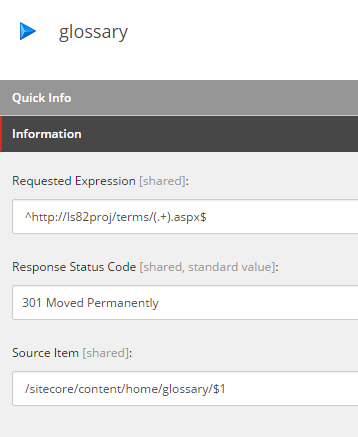 glossary
Quick Info
Information
Requested Expression [shared]:
^http://ls82proj/terms/(.+).aspx$
Response Status Code [shared, standard value]:
301 Moved Permanently
Source Item [shared]:
/sitecore/content/home/glossary/$1